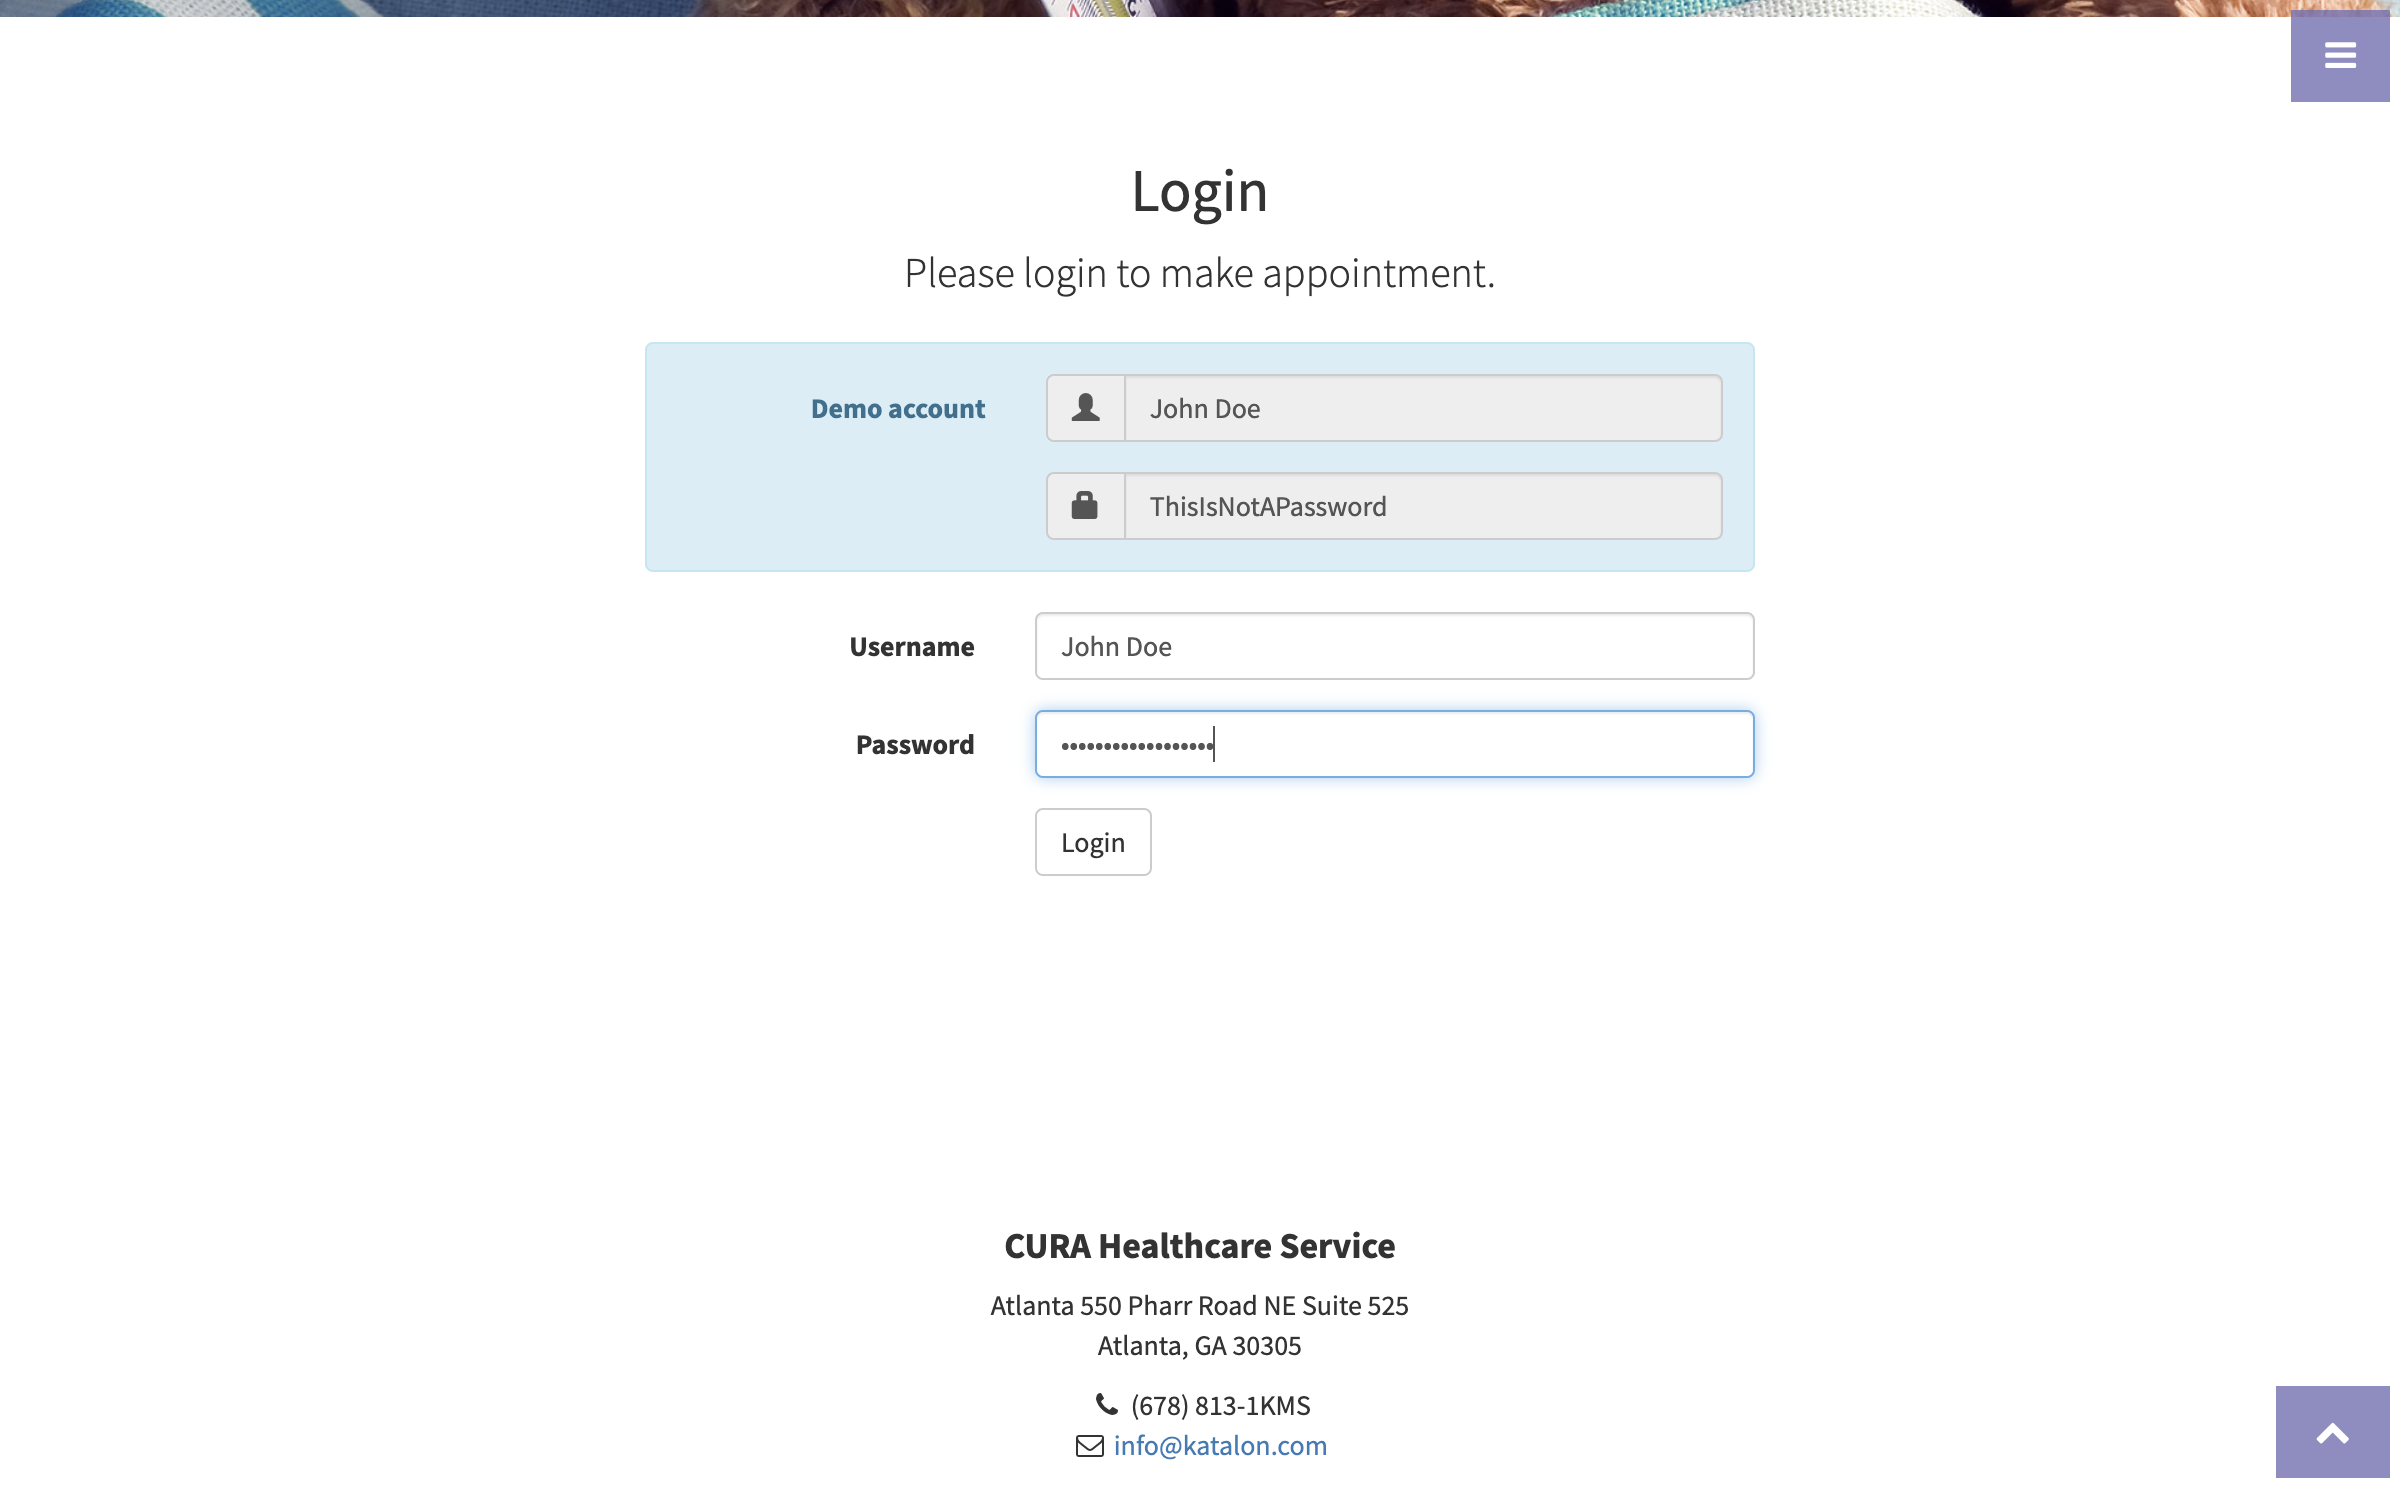 Login
Please login to make appointment.
Demo account
John Doe
ThisIsNotAPassword
Username
John Doe
Password
••••••••••••••••••
Login
CURA Healthcare Service
Atlanta 550 Pharr Road NE Suite 525
Atlanta, GA 30305
(678) 813-1KMS
info@katalon.com